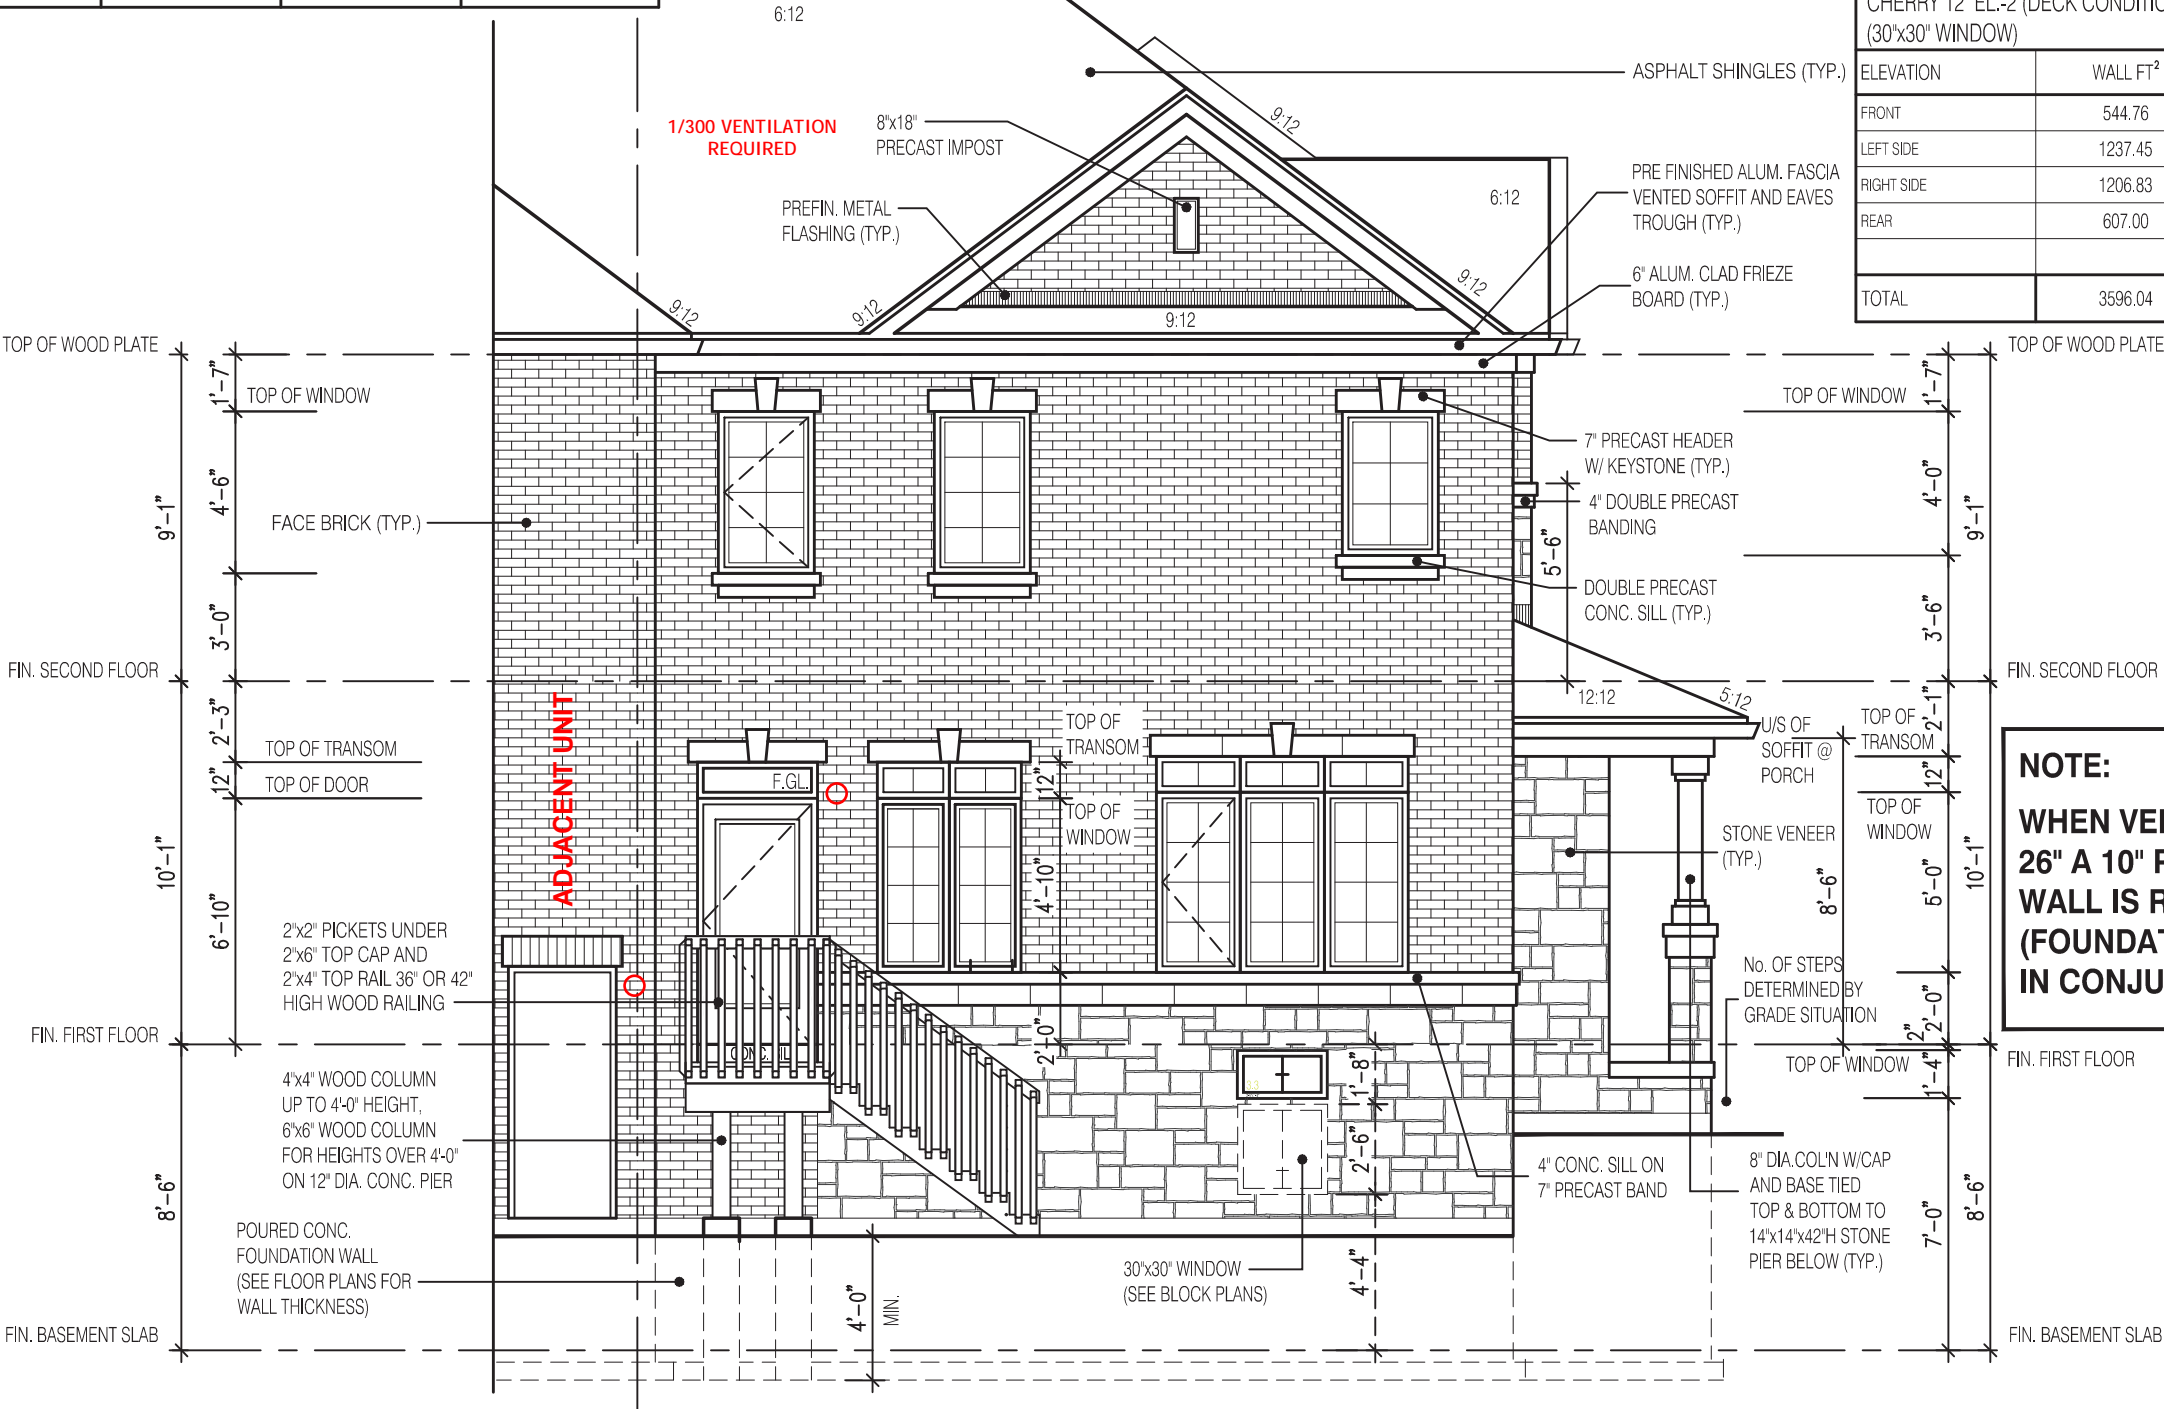 6:12
CHERRY 12 EL.-2
(30"x30" WINDOW)
ELEVATION WALL FT²
FRONT 544.76
LEFT SIDE 1237.45
RIGHT SIDE 1206.83
REAR 607.00
TOTAL 3596.04
ASPHALT SHINGLES (TYP.)
1/300 VENTILATION
REQUIRED
8"x18"
PRECAST IMPOST
9:12
PREFIN. METAL
FLASHING (TYP.)
6:12
PRE FINISHED ALUM. FASCIA
VENTED SOFFIT AND EAVES
TROUGH (TYP.)
6" ALUM. CLAD FRIEZE
BOARD (TYP.)
9:12
9:12
9:12
9:12
TOP OF WOOD PLATE
TOP OF WOOD PLATE
1'-7"
TOP OF WINDOW
4'-6"
9'-1"
FACE BRICK (TYP.)
3'-0"
FIN. SECOND FLOOR
TOP OF WINDOW
1'-7"
7" PRECAST HEADER
W/ KEYSTONE (TYP.)
4" DOUBLE PRECAST
BANDING
5'-6"
4'-0"
9'-1"
DOUBLE PRECAST
CONC. SILL (TYP.)
3'-6"
FIN. SECOND FLOOR
12:12
5:12
ADJACENT UNIT
2'-3"
TOP OF TRANSOM
12"
TOP OF DOOR
10'-1"
6'-10"
F.GL.
TOP OF
TRANSOM
12"
TOP OF
WINDOW
4'-10"
2'-0"
U/S OF
SOFFIT @
PORCH
TOP OF
TRANSOM
2'-1"
12"
TOP OF
WINDOW
STONE VENEER
(TYP.)
8'-6"
5'-0"
10'-1"
No. OF STEPS
DETERMINED BY
GRADE SITUATION
2'-0"
2"
NOTE:
26" A 10"
WALL IS
IN
2"x2" PICKETS UNDER
2"x6" TOP CAP AND
2"x4" TOP RAIL 36" OR 42"
HIGH WOOD RAILING
FIN. FIRST FLOOR
4"x4" WOOD COLUMN
UP TO 4'-0" HEIGHT,
6"x6" WOOD COLUMN
FOR HEIGHTS OVER 4'-0"
ON 12" DIA. CONC. PIER
8'-6"
POURED CONC.
FOUNDATION WALL
(SEE FLOOR PLANS FOR
WALL THICKNESS)
FIN. BASEMENT SLAB
4'-0"
MIN.
1'-8"
2'-6"
4'-4"
30"x30" WINDOW
(SEE BLOCK PLANS)
4" CONC. SILL ON
7" PRECAST BAND
TOP OF WINDOW
1'-4"
FIN. FIRST FLOOR
8" DIA.COL'N W/CAP
AND BASE TIED
TOP & BOTTOM TO
14"x14"x42"H STONE
PIER BELOW (TYP.)
7'-0"
8'-6"
FIN. BASEMENT SLAB